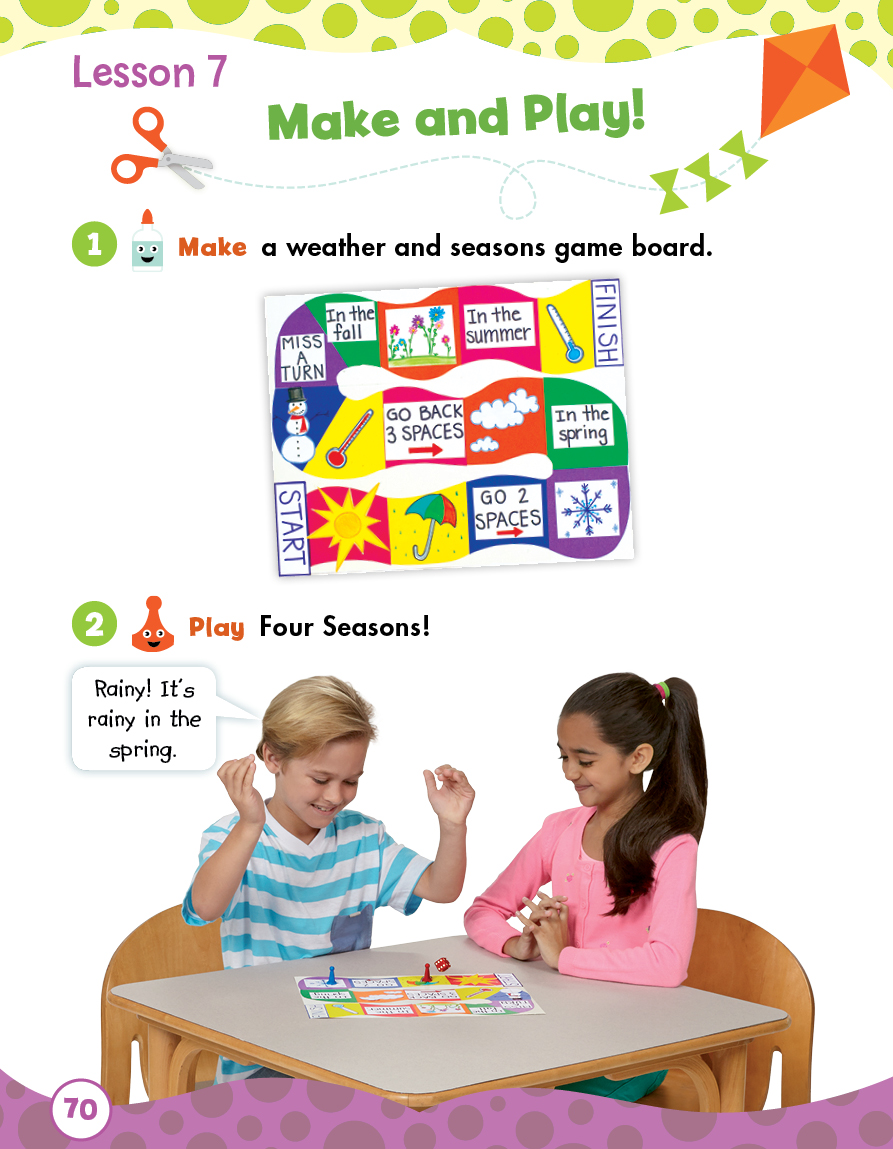 Lesson 7
Make and Play!
1 Make a weather and seasons game board.
In the
fall
In the
summer
FINISH
MISS
A
TURN
GO BACK
3 SPACES
In the
spring
START
GO 2
SPACES
2 Play Four Seasons!
Rainy! It's
rainy in the
spring.
70